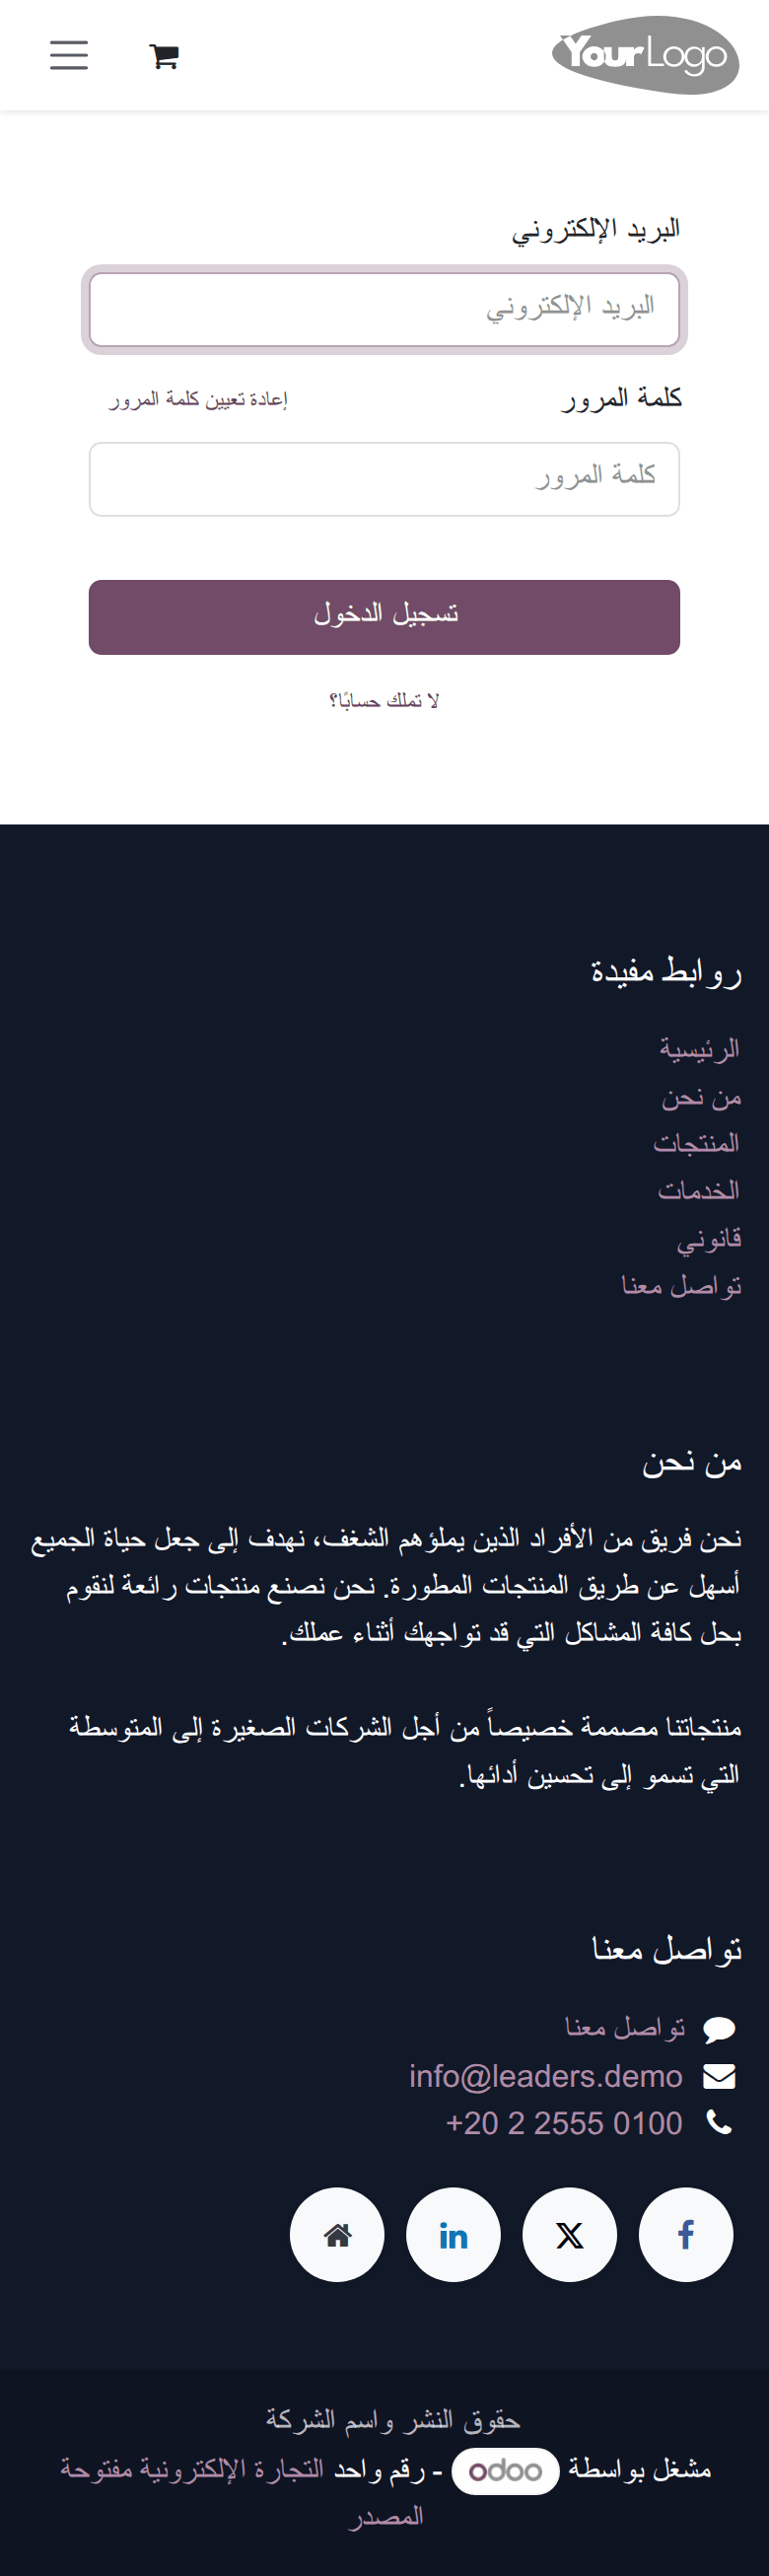 YourLogo
البريد الإلكتروني
البريد الإلكتروني
كلمة المرور
إعادة تعيين كلمة المرور
كلمة المرور
تسجيل الدخول
لا تملك حسابًا؟
روابط مفيدة
الرئيسية
من نحن
المنتجات
الخدمات
قانوني
تواصل معنا
من نحن
نحن فريق من الأفراد الذين يملؤهم الشغف، نهدف إلى جعل حياة الجميع
أسهل عن طريق المنتجات المطورة. نحن نصنع منتجات رائعة لنقوم
بحل كافة المشاكل التي قد تواجهك أثناء عملك.
منتجاتنا مصممة خصيصاً من أجل الشركات الصغيرة إلى المتوسطة
التي تسمو إلى تحسين أدائها.
تواصل معنا
تواصل معنا
info@leaders.demo
+20 2 2555 0100
حقوق النشر واسم الشركة
مشغل بواسطة odoo - رقم واحد التجارة الإلكترونية مفتوحة
المصدر